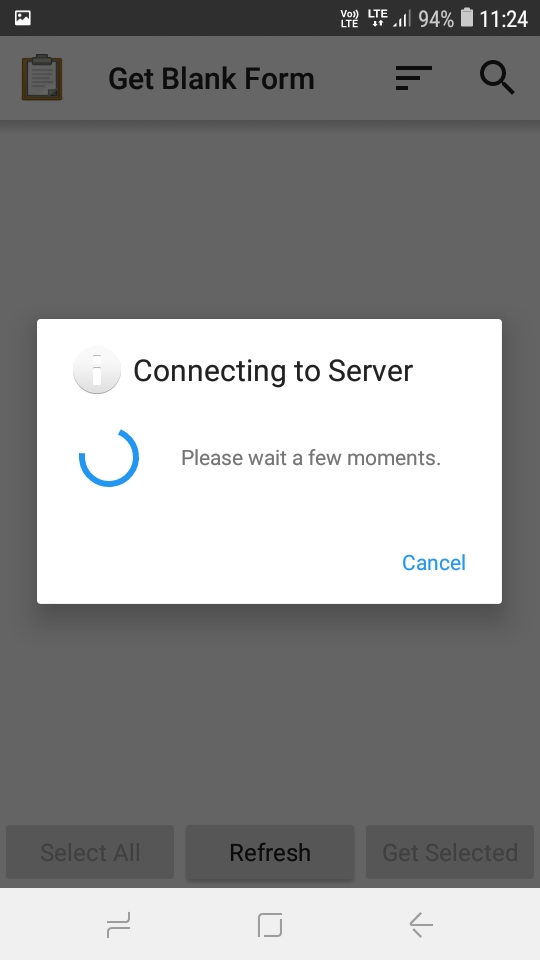 Vo))
LTE
LTE
94%
11:24
Get Blank Form
Connecting to Server
Please wait a few moments.
Cancel
Select All
Refresh
Get Selected